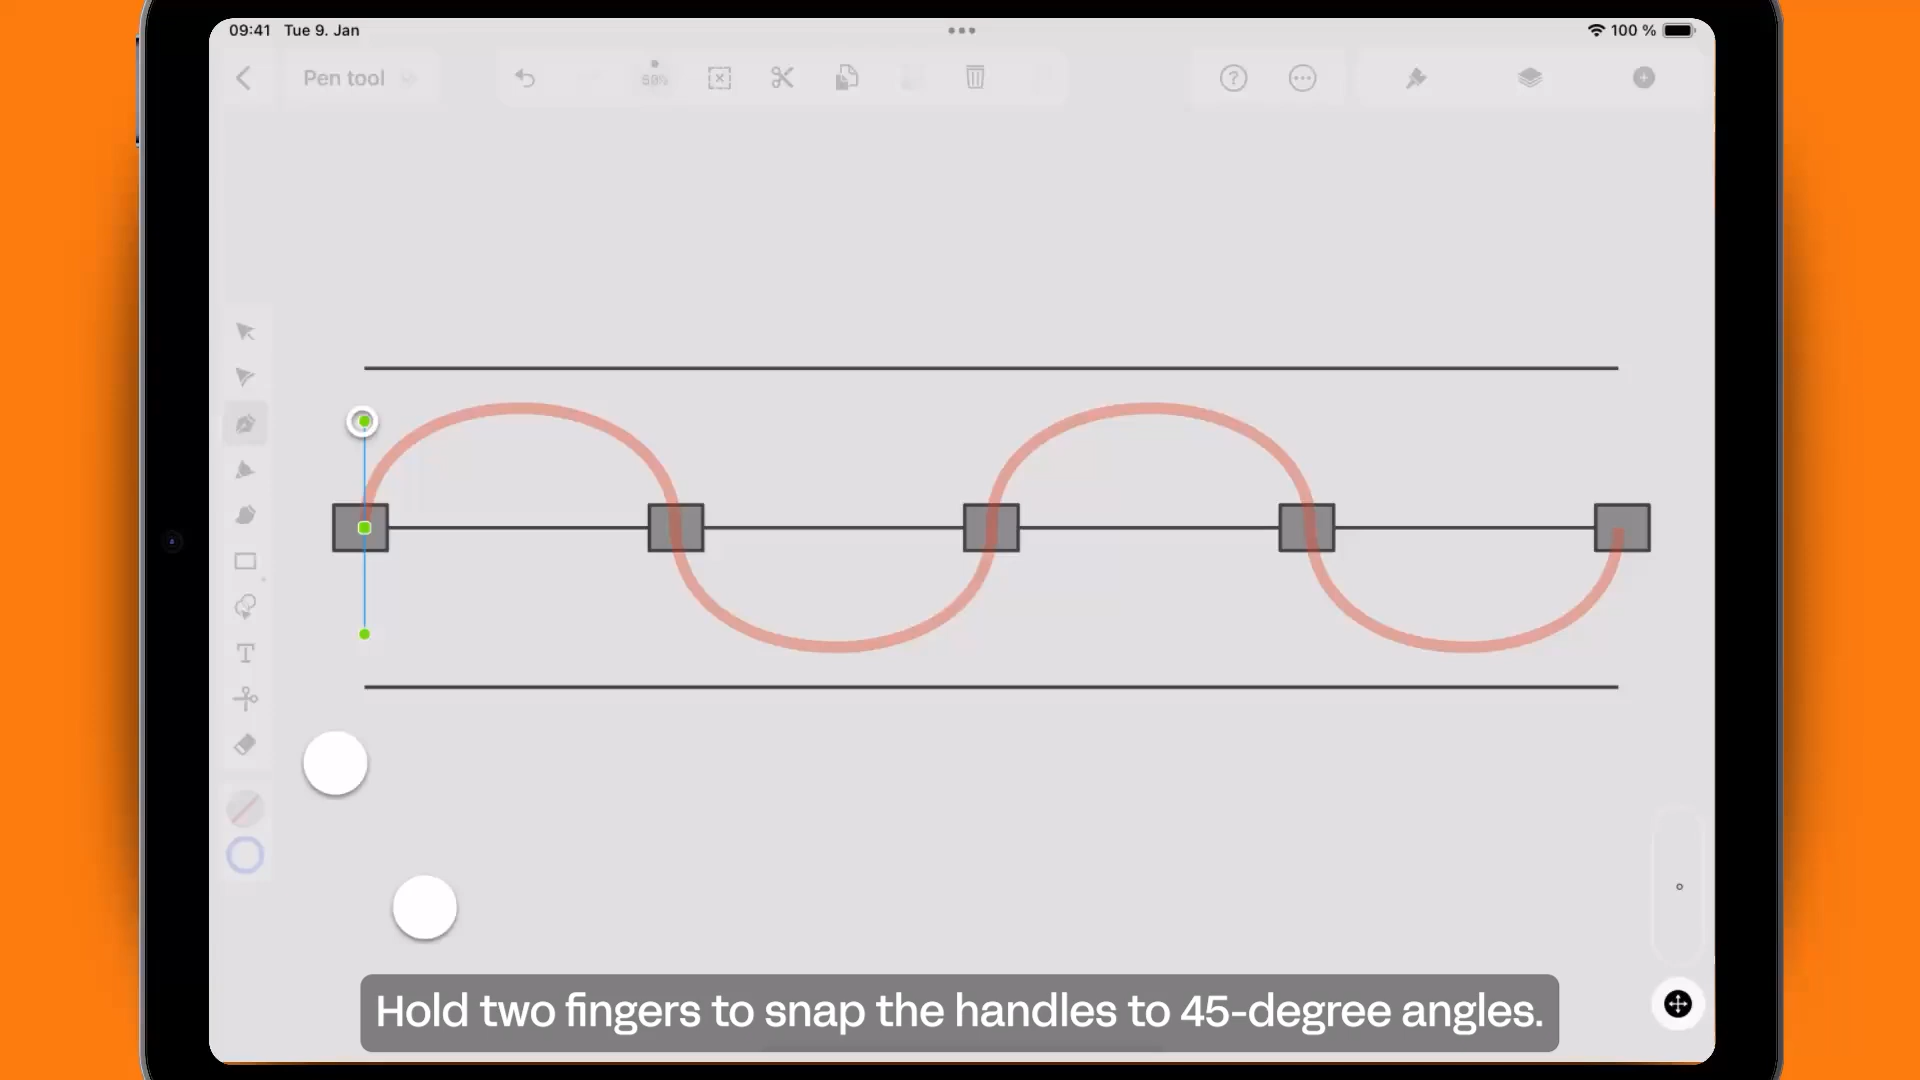 09:41 Tue 9. Jan
100 %
Pen tool
59%
Hold two fingers to snap the handles to 45-degree angles.